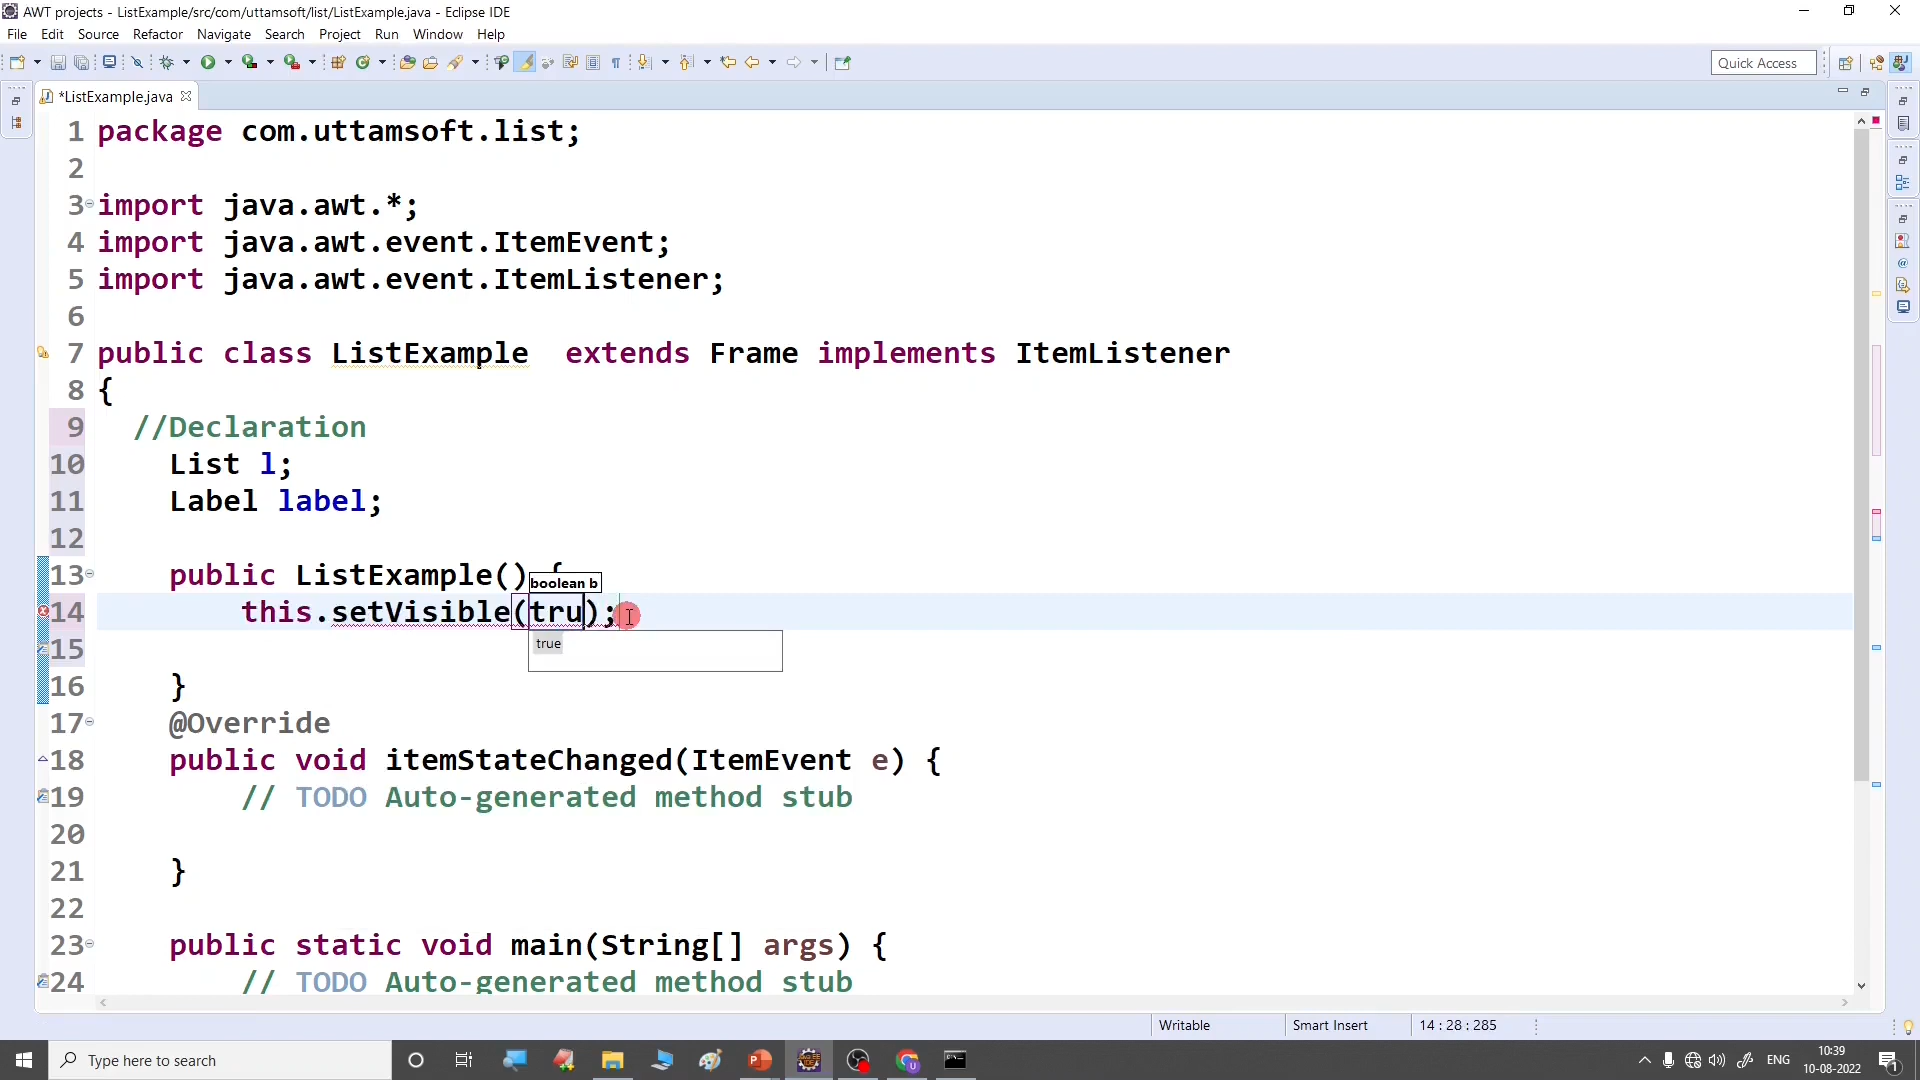 AWT projects - ListExample/src/com/uttamsoft/list/ListExample.java - Eclipse IDE
File Edit Source Refactor Navigate Search Project Run Window Help
Quick Access
*ListExample.java
1 package com.uttamsoft.list;
2
3 import java.awt.*;
4 import java.awt.event.ItemEvent;
5 import java.awt.event.ItemListener;
6
7 public class ListExample  extends Frame implements ItemListener
8 {
9 //Declaration
10 List l;
11 Label label;
12
13 public ListExample() {
boolean b
14 this.setVisible(tru);
true
15
16 }
17 @Override
18 public void itemStateChanged(ItemEvent e) {
19 // TODO Auto-generated method stub
20
21 }
22
23 public static void main(String[] args) {
24 // TODO Auto-generated method stub
Writable Smart Insert 14 : 28 : 285
Type here to search
ENG
10:39
10-08-2022
1